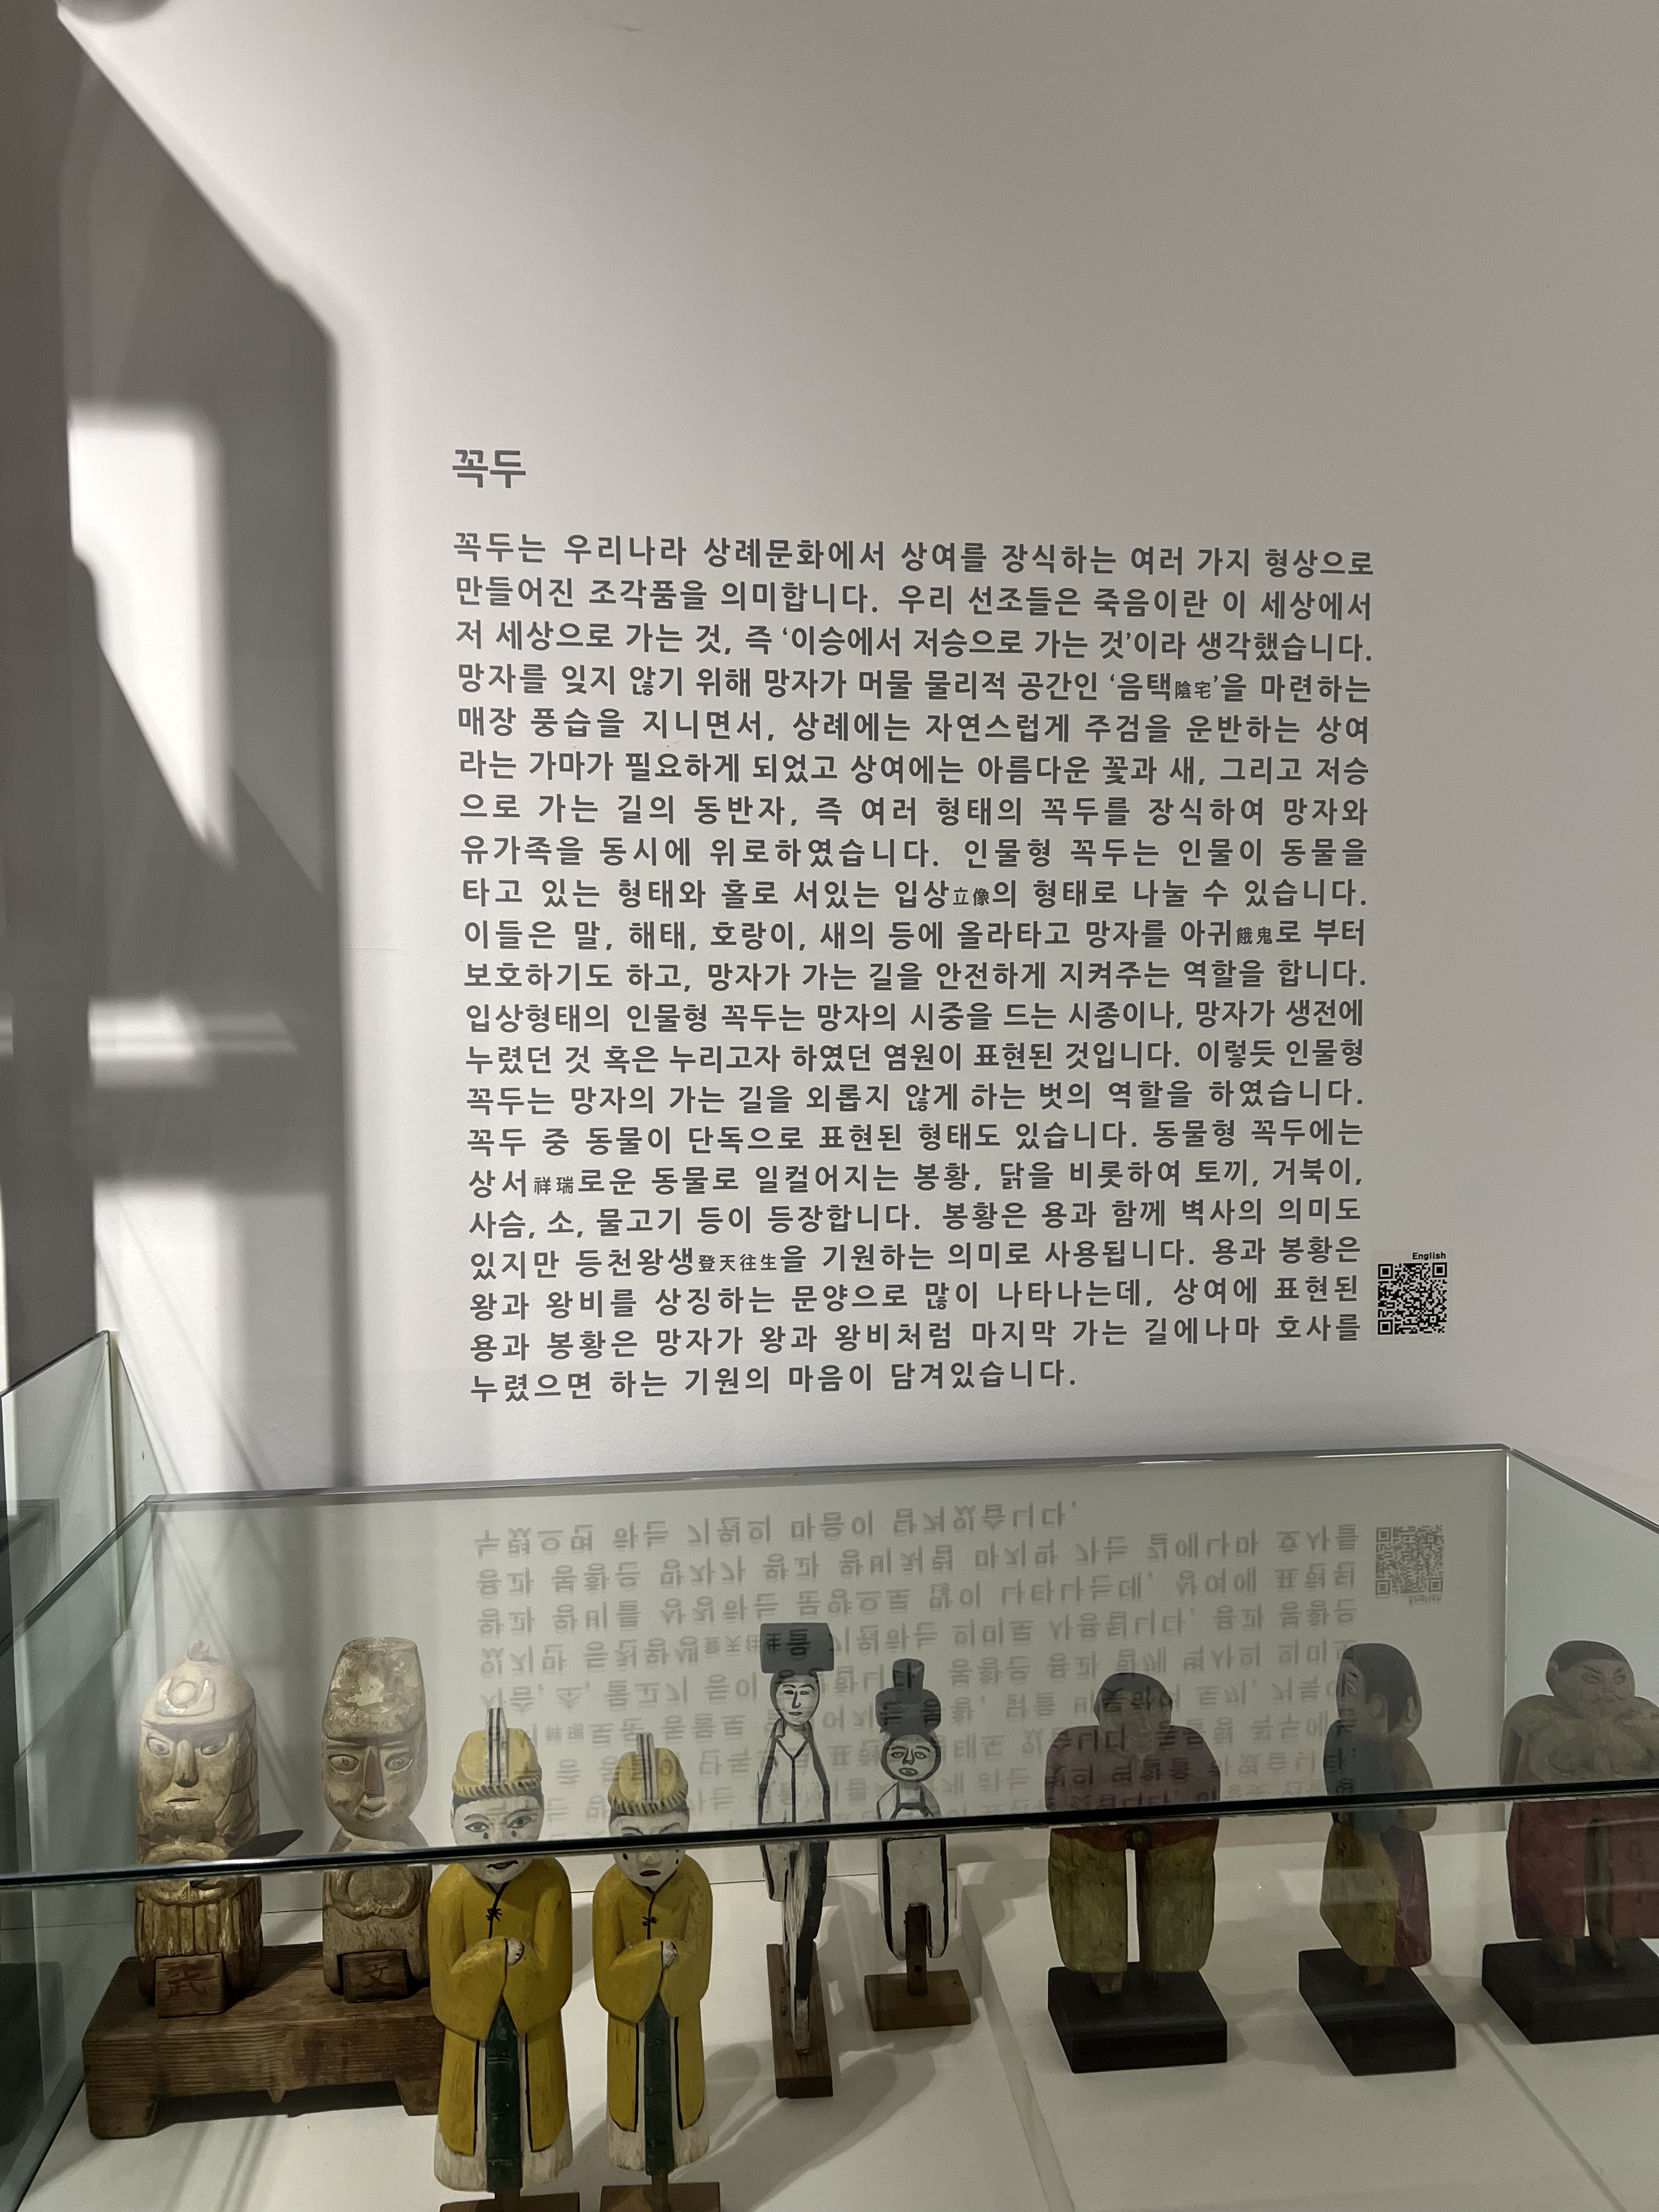 꼭두
꼭두는 우리나라 상례문화에서 상여를 장식하는 여러 가지 형상으로
만들어진 조각품을 의미합니다. 우리 선조들은 죽음이란 이 세상에서
저 세상으로 가는 것, 즉 ‘이승에서 저승으로 가는 것’이라 생각했습니다.
망자를 잊지 않기 위해 망자가 머물 물리적 공간인 ‘음택陰宅’을 마련하는
매장 풍습을 지니면서, 상례에는 자연스럽게 주검을 운반하는 상여
라는 가마가 필요하게 되었고 상여에는 아름다운 꽃과 새, 그리고 저승
으로 가는 길의 동반자, 즉 여러 형태의 꼭두를 장식하여 망자와
유가족을 동시에 위로하였습니다. 인물형 꼭두는 인물이 동물을
타고 있는 형태와 홀로 서있는 입상立像의 형태로 나눌 수 있습니다.
이들은 말, 해태, 호랑이, 새의 등에 올라타고 망자를 아귀餓鬼로 부터
보호하기도 하고, 망자가 가는 길을 안전하게 지켜주는 역할을 합니다.
입상형태의 인물형 꼭두는 망자의 시중을 드는 시종이나, 망자가 생전에
누렸던 것 혹은 누리고자 하였던 염원이 표현된 것입니다. 이렇듯 인물형
꼭두는 망자의 가는 길을 외롭지 않게 하는 벗의 역할을 하였습니다.
꼭두 중 동물이 단독으로 표현된 형태도 있습니다. 동물형 꼭두에는
상서祥瑞로운 동물로 일컬어지는 봉황, 닭을 비롯하여 토끼, 거북이,
사슴, 소, 물고기 등이 등장합니다. 봉황은 용과 함께 벽사의 의미도
있지만 등천왕생登天往生을 기원하는 의미로 사용됩니다. 용과 봉황은
왕과 왕비를 상징하는 문양으로 많이 나타나는데, 상여에 표현된
용과 봉황은 망자가 왕과 왕비처럼 마지막 가는 길에나마 호사를
누렸으면 하는 기원의 마음이 담겨있습니다.
English
武
文